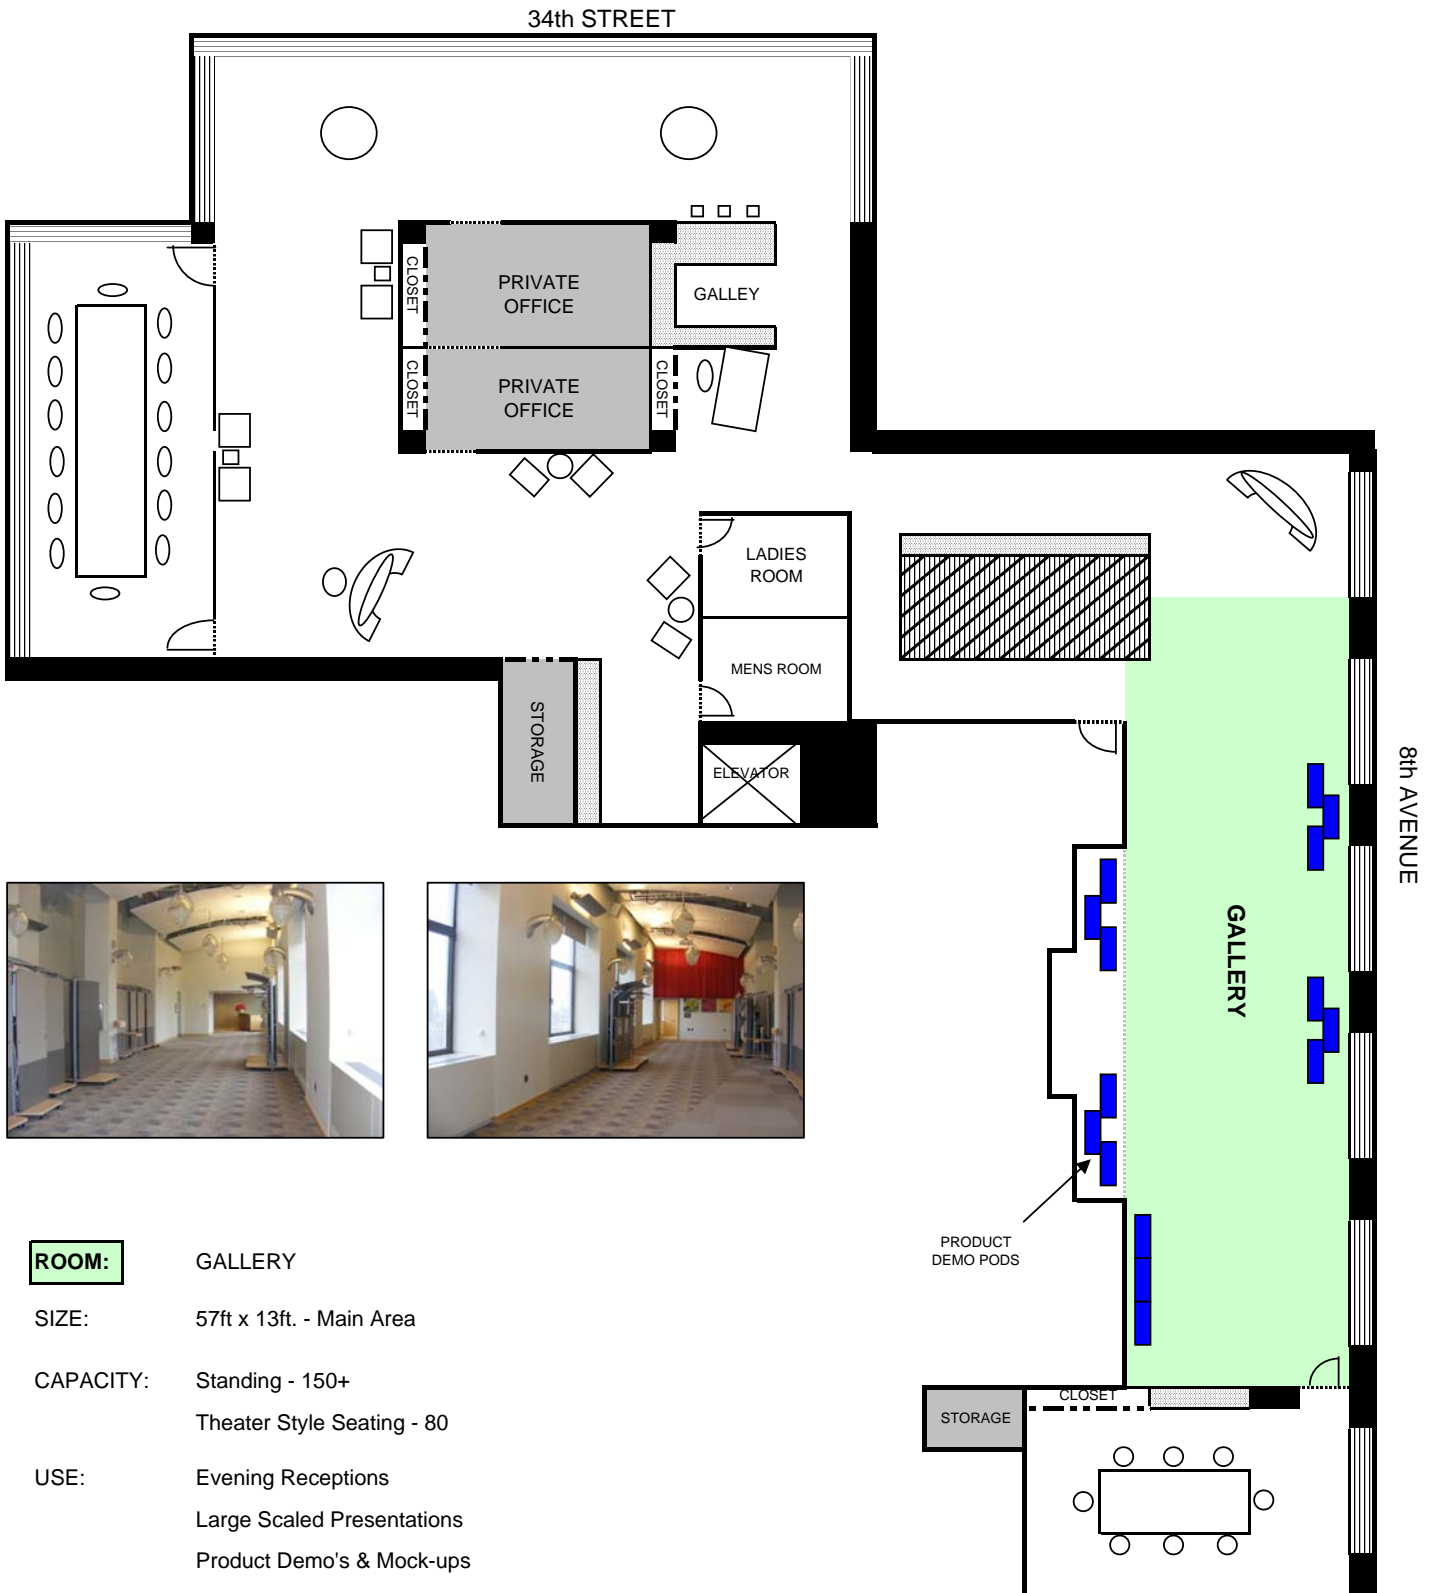 34th STREET
CLOSET
PRIVATE
OFFICE
GALLEY
CLOSET
PRIVATE
OFFICE
CLOSET
LADIES
ROOM
MENS ROOM
STORAGE
ELEVATOR
8th AVENUE
GALLERY
PRODUCT
DEMO PODS
ROOM: GALLERY
SIZE: 57ft x 13ft. - Main Area
CAPACITY: Standing - 150+
Theater Style Seating - 80
USE: Evening Receptions
Large Scaled Presentations
Product Demo's & Mock-ups
CLOSET
STORAGE